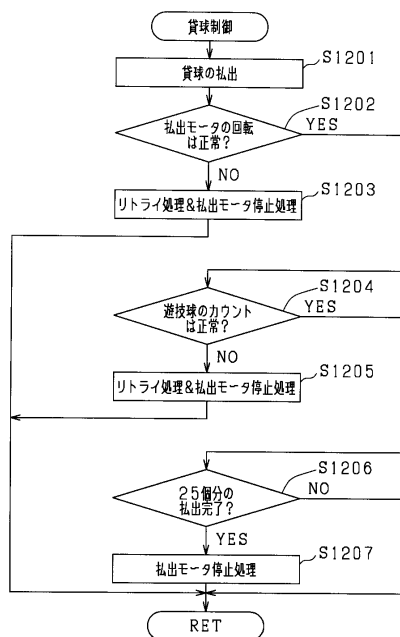 貸球制御
S1201
貸球の払出
S1202
払出モータの回転
は正常?
YES
NO
S1203
リトライ処理&払出モータ停止処理
S1204
遊技球のカウント
は正常?
YES
NO
S1205
リトライ処理&払出モータ停止処理
S1206
25個分の
払出完了?
NO
YES
S1207
払出モータ停止処理
RET